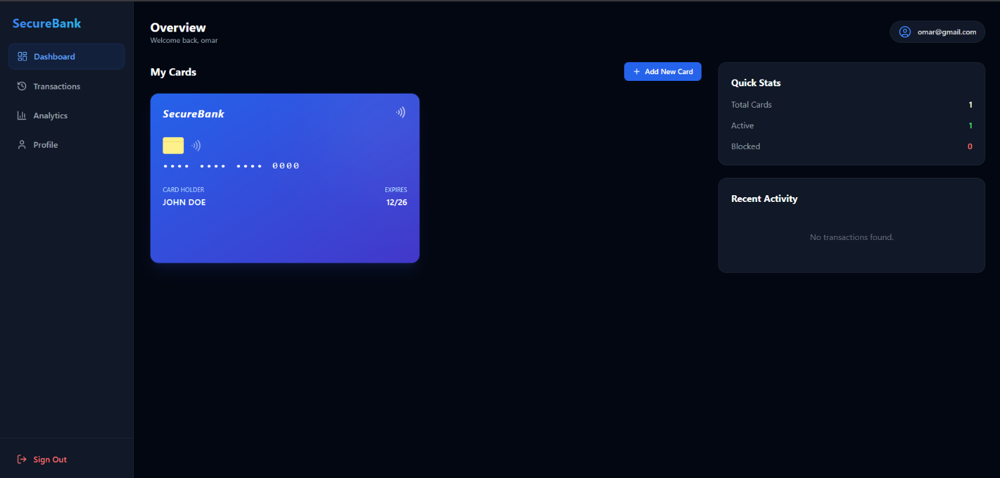 SecureBank
Dashboard
Transactions
Analytics
Profile
Sign Out
Overview
Welcome back, omar
omar@gmail.com
My Cards
+ Add New Card
SecureBank
•••• •••• •••• 0000
CARD HOLDER
EXPIRES
JOHN DOE
12/26
Quick Stats
Total Cards 1
Active 1
Blocked 0
Recent Activity
No transactions found.